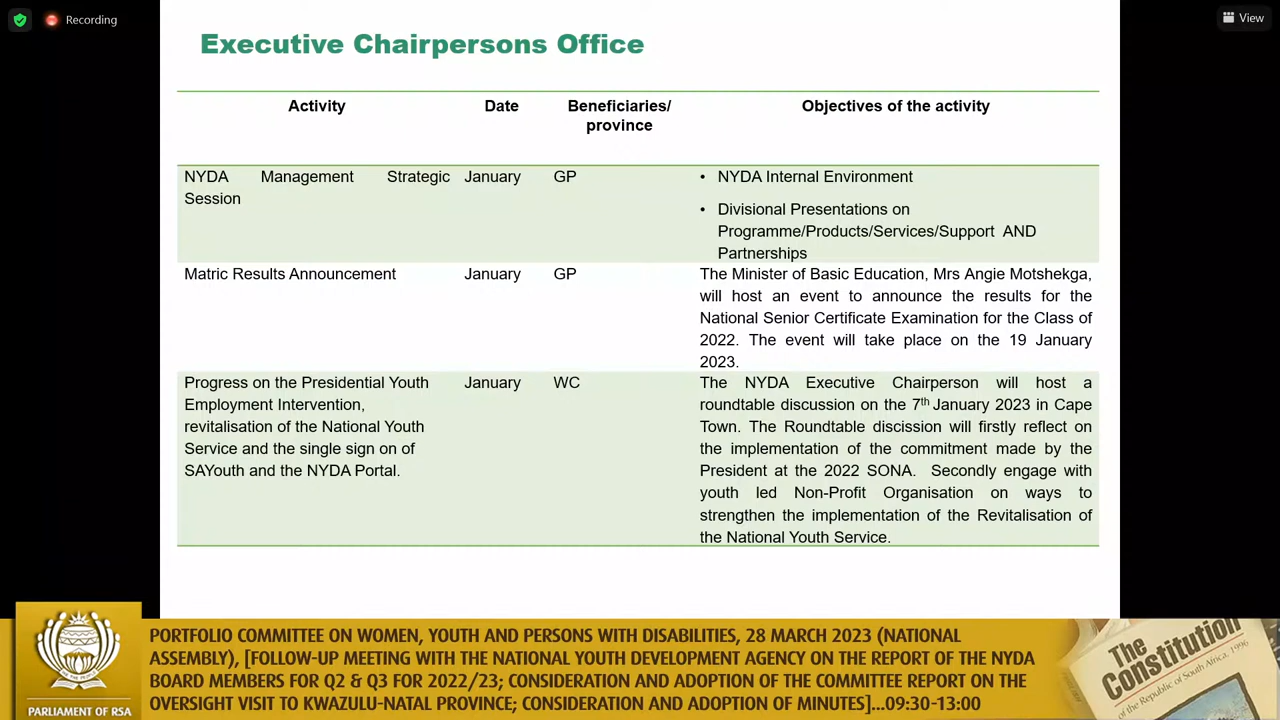 Recording
View
Executive Chairpersons Office
Activity Date Beneficiaries/ Objectives of the activity
province
NYDA Management Strategic January GP • NYDA Internal Environment
Session
• Divisional Presentations on
Programme/Products/Services/Support AND
Partnerships
Matric Results Announcement January GP The Minister of Basic Education, Mrs Angie Motshekga,
will host an event to announce the results for the
National Senior Certificate Examination for the Class of
2022. The event will take place on the 19 January
2023.
Progress on the Presidential Youth January WC The NYDA Executive Chairperson will host a
Employment Intervention, roundtable discussion on the 7th January 2023 in Cape
revitalisation of the National Youth Town. The Roundtable discission will firstly reflect on
Service and the single sign on of the implementation of the commitment made by the
SAYouth and the NYDA Portal. President at the 2022 SONA. Secondly engage with
youth led Non-Profit Organisation on ways to
strengthen the implementation of the Revitalisation of
the National Youth Service.
PORTFOLIO COMMITTEE ON WOMEN, YOUTH AND PERSONS WITH DISABILITIES, 28 MARCH 2023 (NATIONAL
ASSEMBLY), [FOLLOW-UP MEETING WITH THE NATIONAL YOUTH DEVELOPMENT AGENCY ON THE REPORT OF THE NYDA
BOARD MEMBERS FOR Q2 & Q3 FOR 2022/23; CONSIDERATION AND ADOPTION OF THE COMMITTEE REPORT ON THE
OVERSIGHT VISIT TO KWAZULU-NATAL PROVINCE; CONSIDERATION AND ADOPTION OF MINUTES]...09:30-13:00
PARLIAMENT OF RSA
The
Constitution
of the Republic of South Africa, 1996